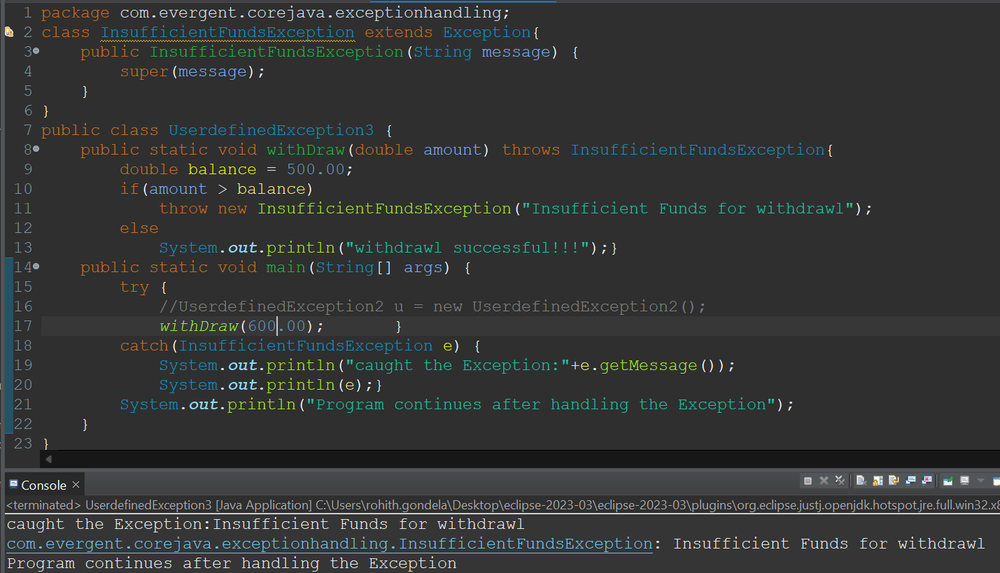 1 package com.evergent.corejava.exceptionhandling;
2 class InsufficientFundsException extends Exception{
3 public InsufficientFundsException(String message) {
4 super(message);
5 }
6 }
7 public class UserdefinedException3 {
8 public static void withDraw(double amount) throws InsufficientFundsException{
9 double balance = 500.00;
10 if(amount > balance)
11 throw new InsufficientFundsException("Insufficient Funds for withdrawl");
12 else
13 System.out.println("withdrawl successful!!!");}
14 public static void main(String[] args) {
15 try {
16 //UserdefinedException2 u = new UserdefinedException2();
17 withDraw(600.00); }
18 catch(InsufficientFundsException e) {
19 System.out.println("caught the Exception:"+e.getMessage());
20 System.out.println(e);}
21 System.out.println("Program continues after handling the Exception");
22 }
23 }
Console
<terminated> UserdefinedException3 [Java Application] C:\Users\rohith.gondela\Desktop\eclipse-2023-03\eclipse-2023-03\plugins\org.eclipse.justj.openjdk.hotspot.jre.full.win32.x8
caught the Exception:Insufficient Funds for withdrawl
com.evergent.corejava.exceptionhandling.InsufficientFundsException: Insufficient Funds for withdrawl
Program continues after handling the Exception